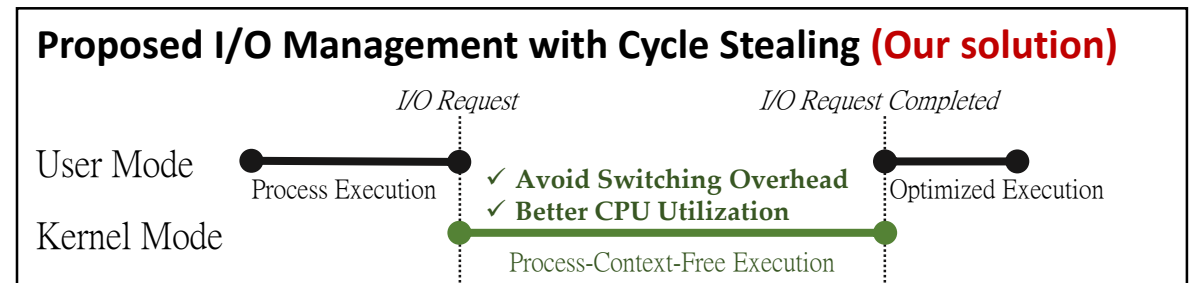 Proposed I/O Management with Cycle Stealing (Our solution)
I/O Request
I/O Request Completed
User Mode
Process Execution
✓ Avoid Switching Overhead
✓ Better CPU Utilization
Optimized Execution
Kernel Mode
Process-Context-Free Execution